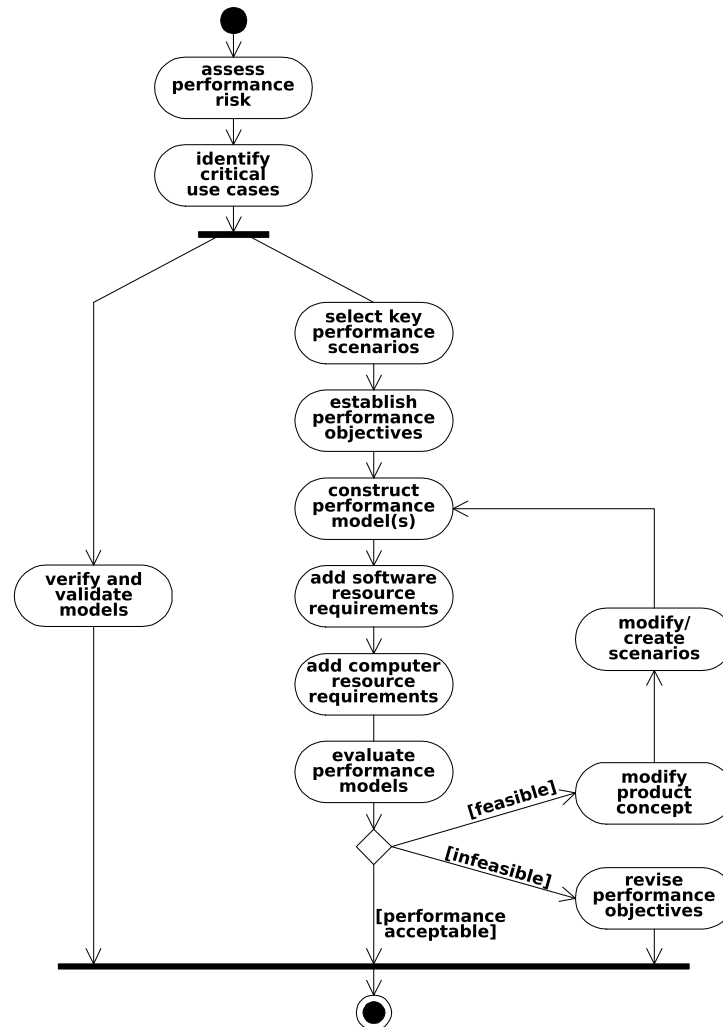 assess
performance
risk
identify
critical
use cases
select key
performance
scenarios
establish
performance
objectives
construct
performance
model(s)
verify and
validate
models
add software
resource
requirements
modify/
create
scenarios
add computer
resource
requirements
evaluate
performance
models
[feasible]
modify
product
concept
[infeasible]
revise
performance
objectives
[performance
acceptable]